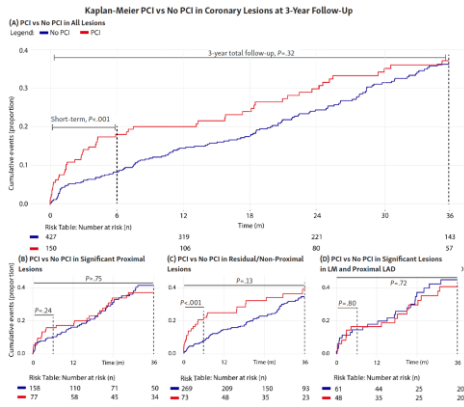 Kaplan-Meier PCI vs No PCI in Coronary Lesions at 3-Year Follow-Up
(A) PCI vs No PCI in All Lesions
Legend: No PCI PCI
Cumulative events (proportion)
0.4
0.3
0.2
0.1
0.0
3-year total follow-up, P=.32
Short-term, P<.001
0 6 12 18 24 30 36
Time (m)
Risk Table: Number at risk (n)
427 319 221 143
150 106 80 57
(B) PCI vs No PCI in Significant Proximal
Lesions
Cumulative events (proportion)
P=.75
0.4
P=.24
0.2
0.0
0 12 Time (m) 36
Risk Table: Number at risk (n)
158 110 71 50
77 58 45 34
(C) PCI vs No PCI in Residual/Non-Proximal
Lesions
P=.13
0.4
P<.001
0.2
0.0
0 12 Time (m) 36
Risk Table: Number at risk (n)
269 209 150 93
73 48 35 23
(D) PCI vs No PCI in Significant Lesions
in LM and Proximal LAD
P=.72
0.4
P=.80
0.2
0.0
0 12 Time (m) 36
Risk Table: Number at risk (n)
61 44 25 20
48 35 25 20